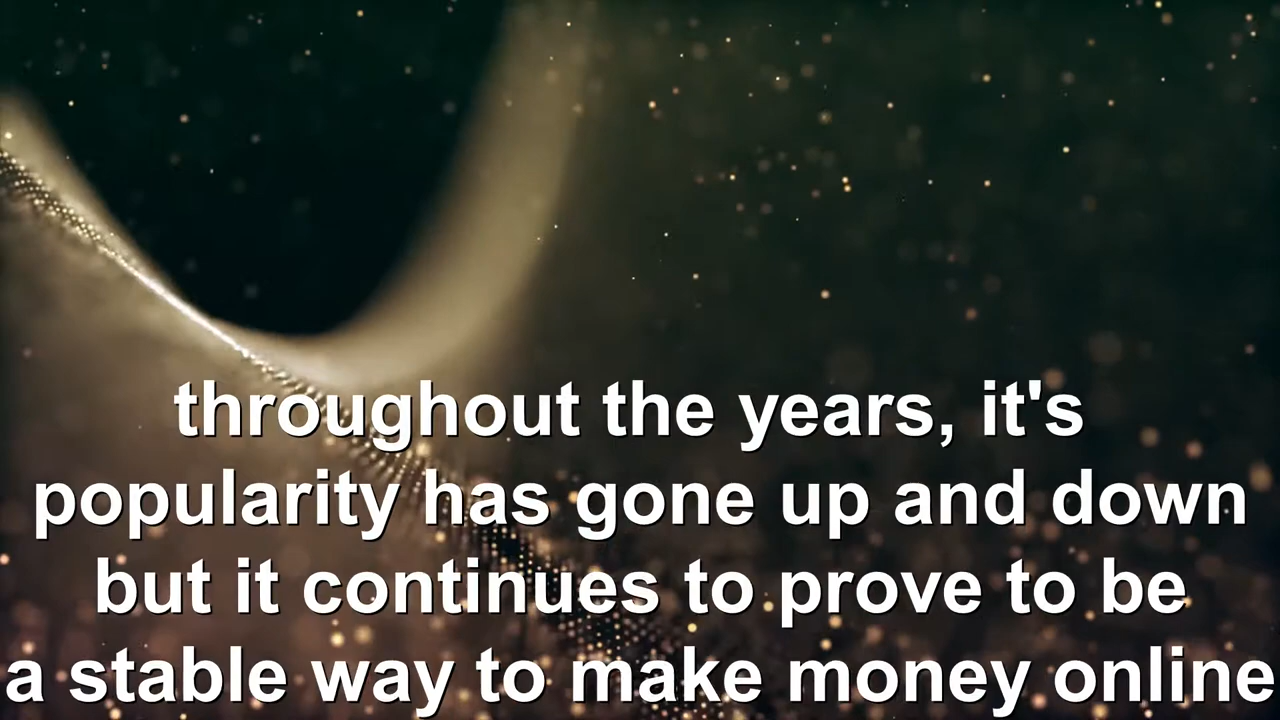 throughout the years, it's
popularity has gone up and down
but it continues to prove to be
a stable way to make money online